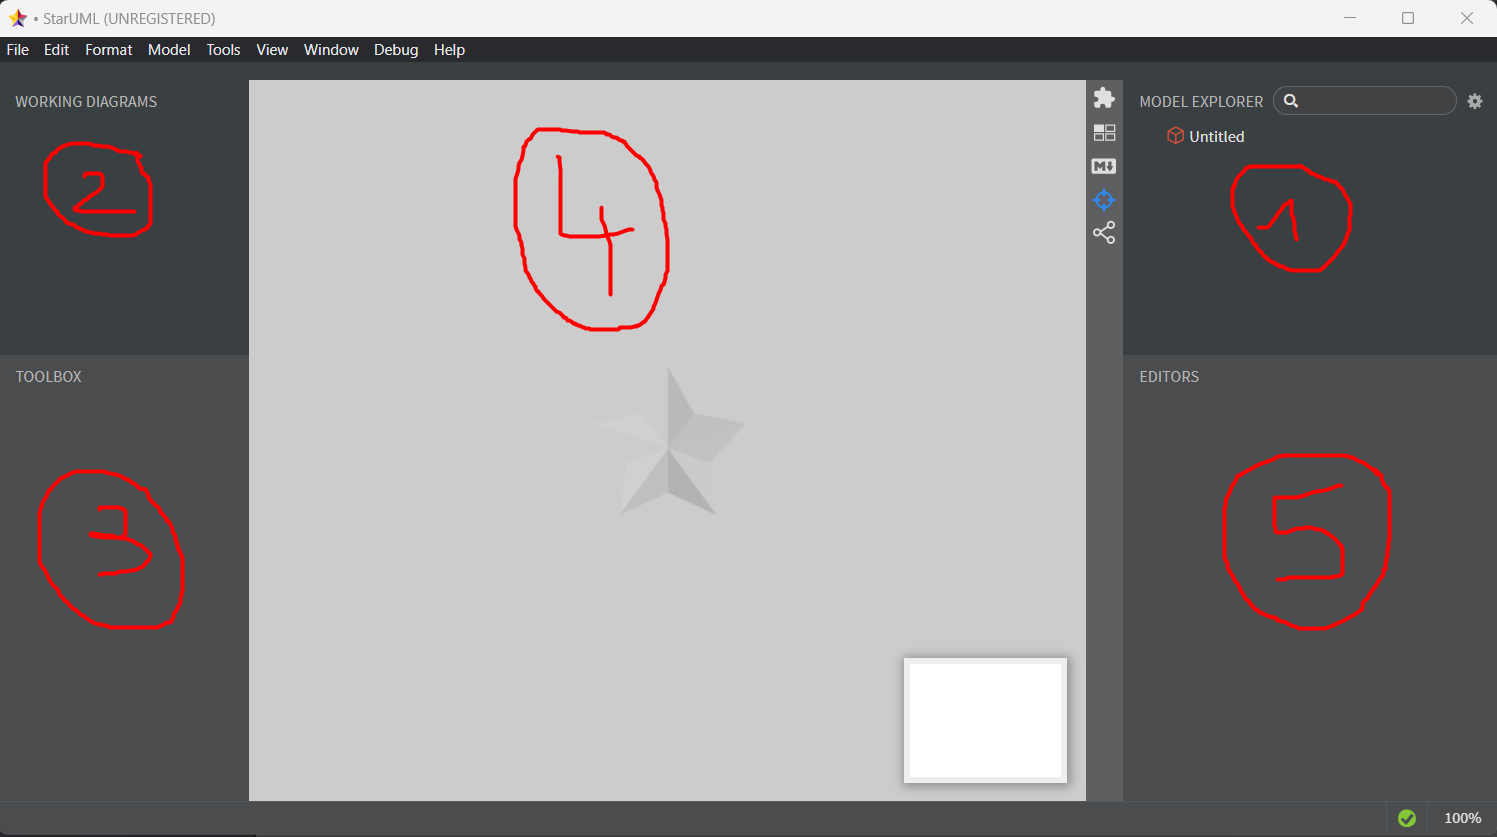 • StarUML (UNREGISTERED)
File Edit Format Model Tools View Window Debug Help
WORKING DIAGRAMS
2
TOOLBOX
3
4
M
MODEL EXPLORER
Untitled
1
EDITORS
5
100%